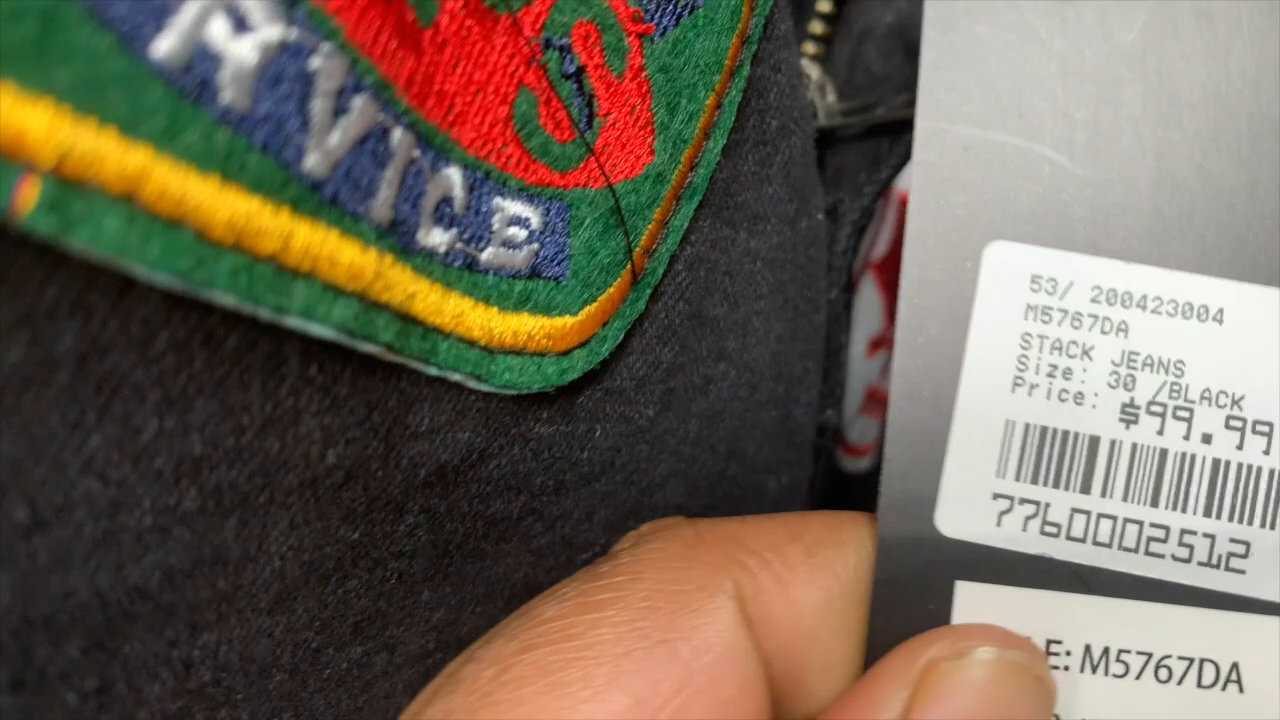 RVICE
53/ 200423004
M5767DA
STACK JEANS
Size: 30 /BLACK
Price: $99.99
7760002512
E: M5767DA